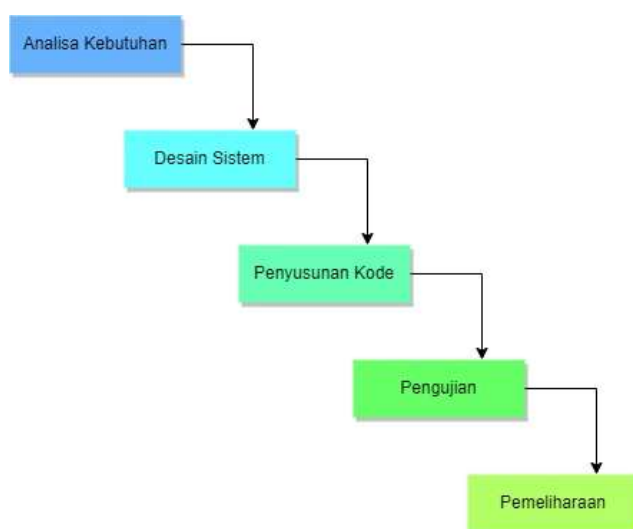 Analisa Kebutuhan
Desain Sistem
Penyusunan Kode
Pengujian
Pemeliharaan